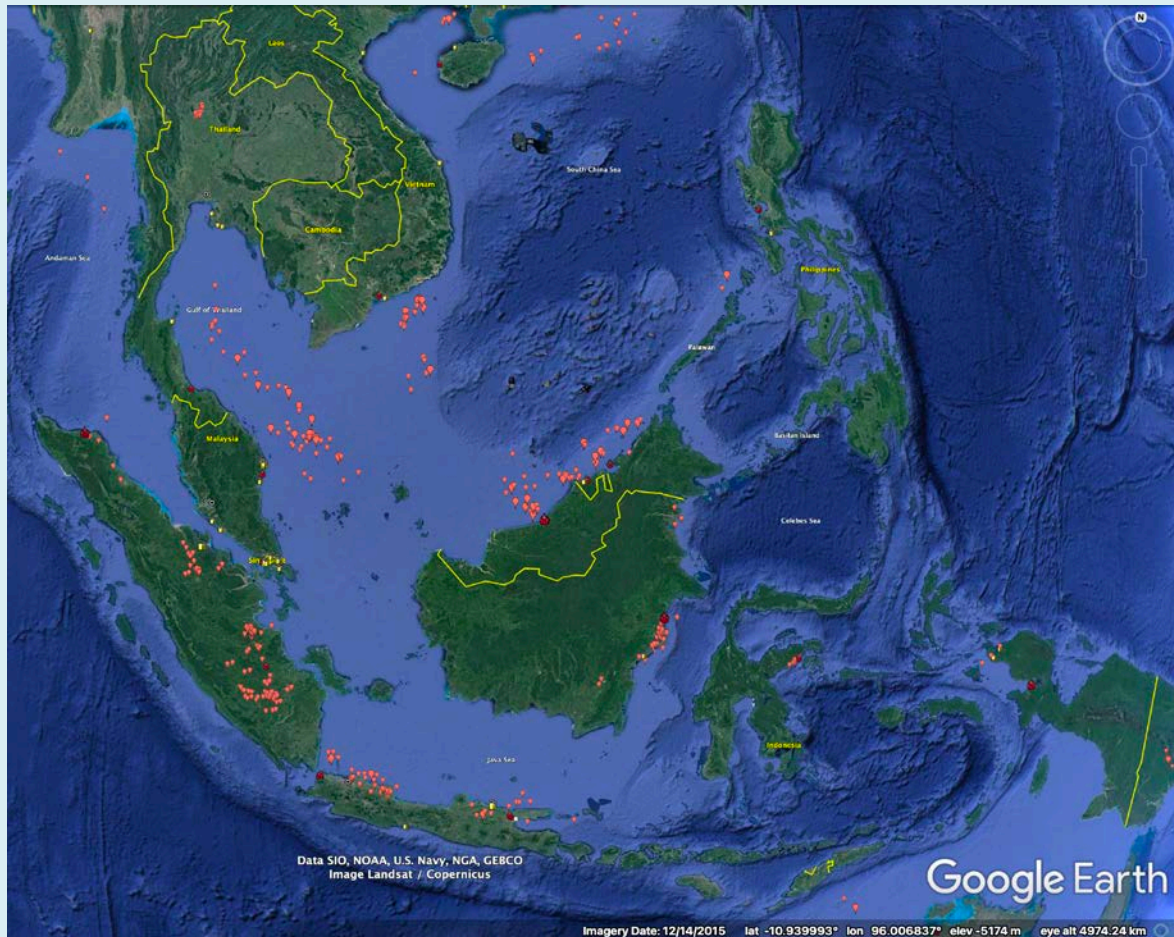 N
Laos
Thailand
South China Sea
Vietnam
Andaman Sea
Cambodia
Philippines
Gulf of Thailand
Palawan
Malaysia
Basilan Island
Celebes Sea
Indonesia
Java Sea
Data SIO, NOAA, U.S. Navy, NGA, GEBCO
Image Landsat / Copernicus
Google Earth
Imagery Date: 12/14/2015 lat -10.939993° lon 96.006837° elev -5174 m eye alt 4974.24 km